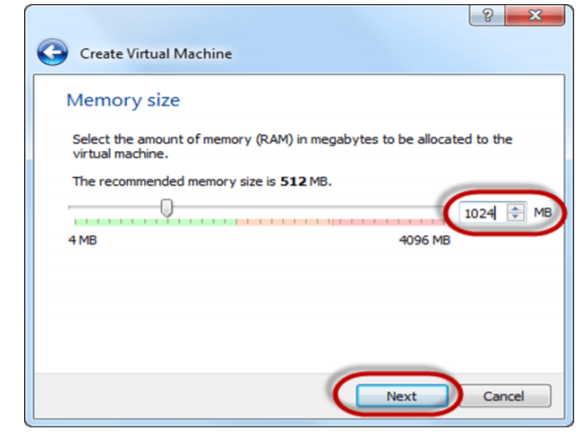 ?
X
Create Virtual Machine
Memory size
Select the amount of memory (RAM) in megabytes to be allocated to the
virtual machine.
The recommended memory size is 512 MB.
1024 MB
4 MB 4096 MB
Next Cancel